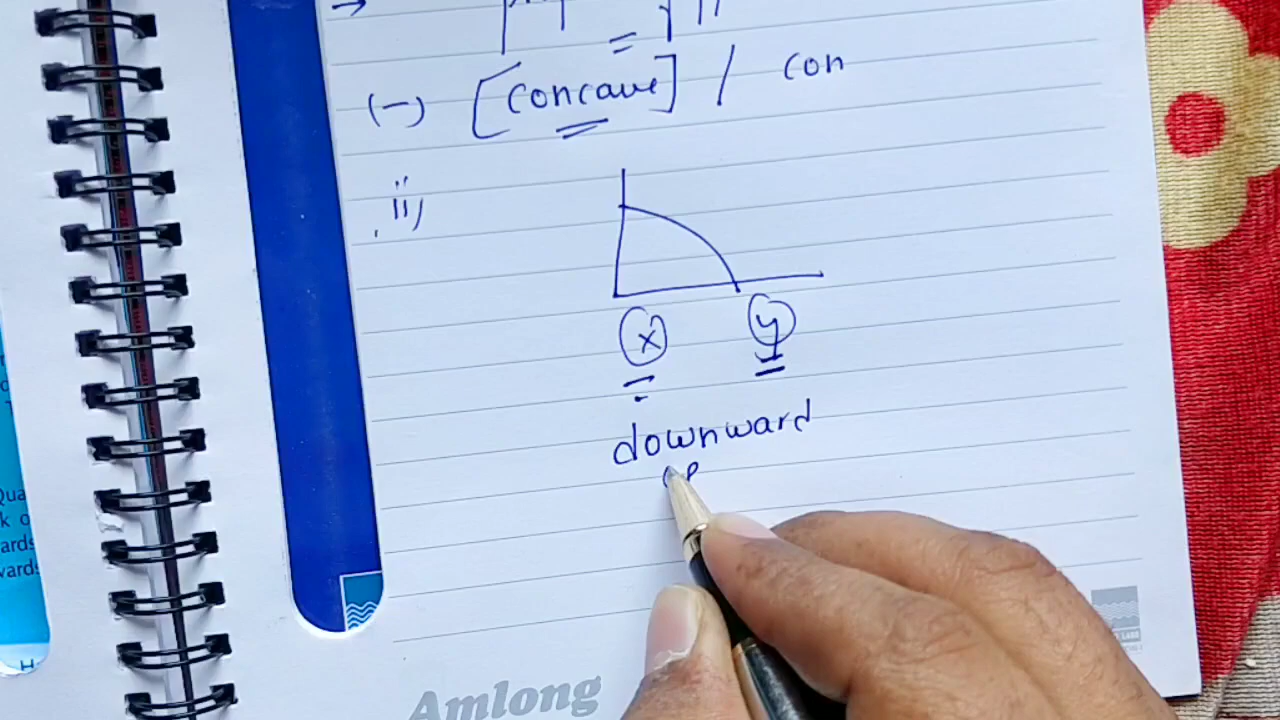 (-) [concave] / con
ii)
x y
downward
Amlong